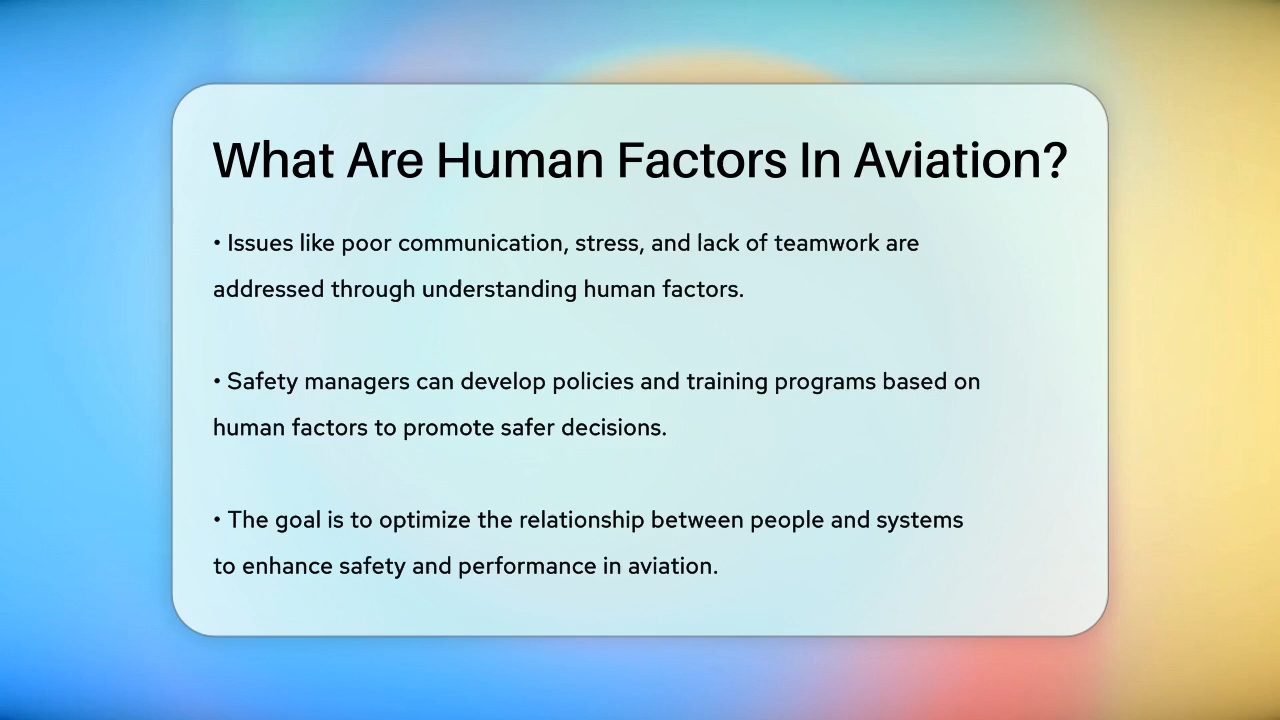 What Are Human Factors In Aviation?
• Issues like poor communication, stress, and lack of teamwork are
addressed through understanding human factors.
• Safety managers can develop policies and training programs based on
human factors to promote safer decisions.
• The goal is to optimize the relationship between people and systems
to enhance safety and performance in aviation.